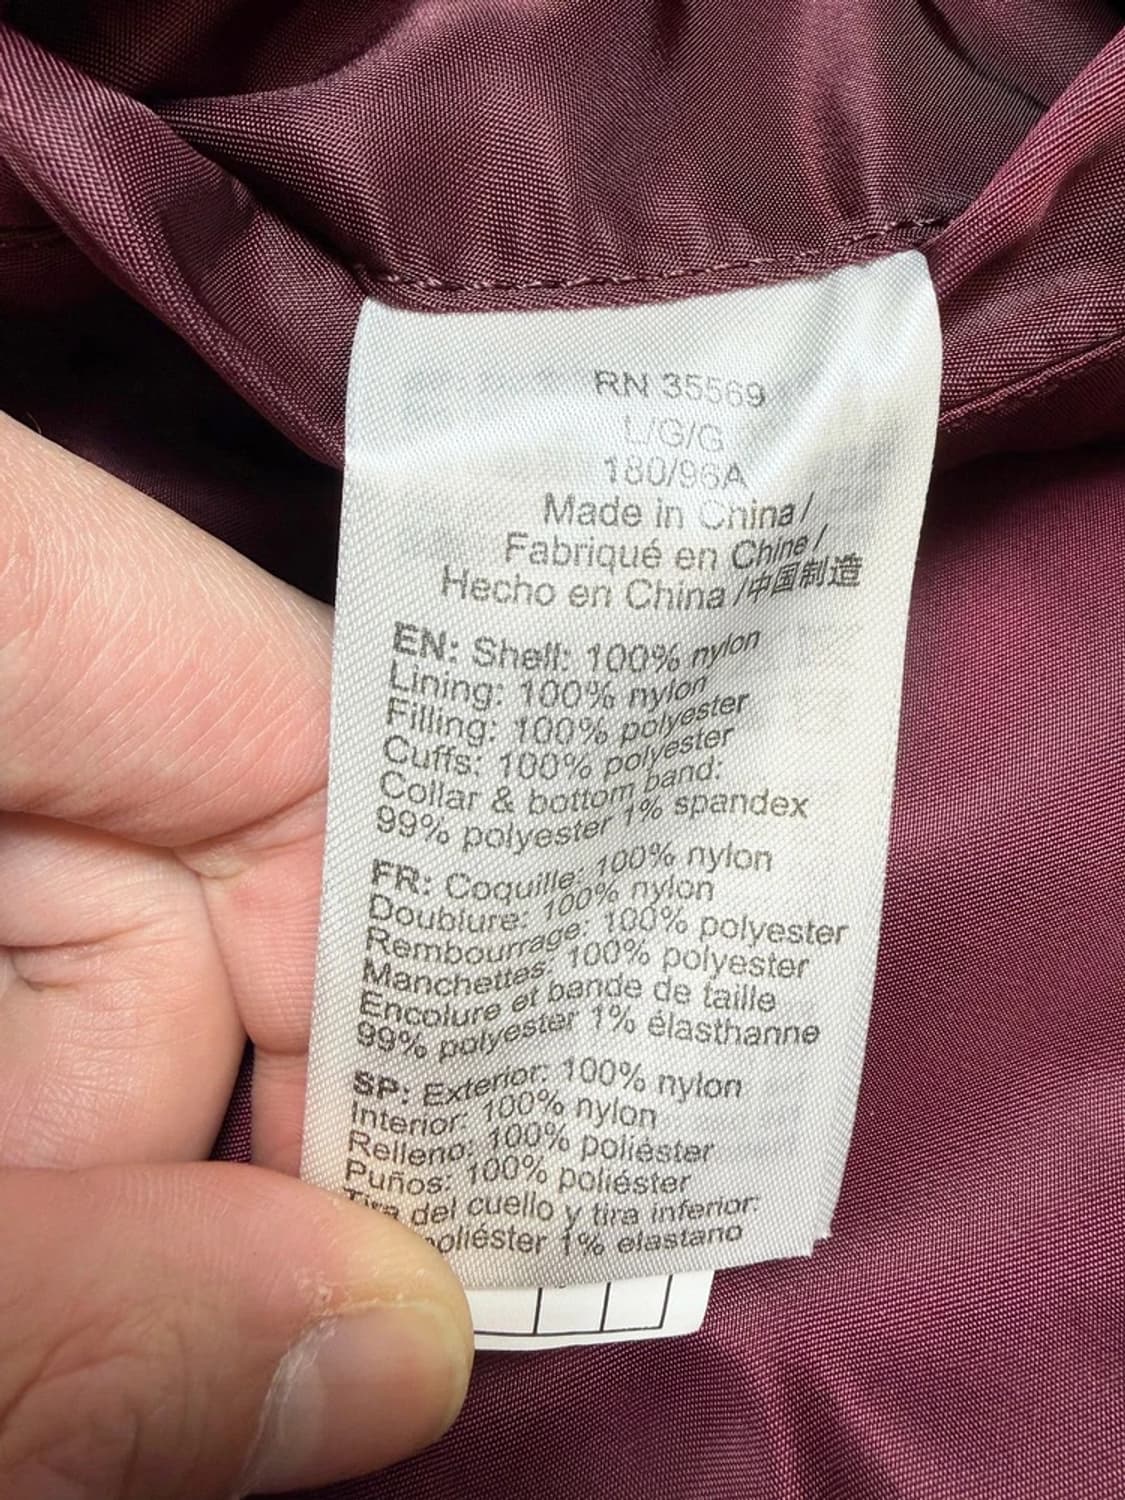 RN 35569
L/G/G
180/96A
Made in China/
Fabriqué en Chine/
Hecho en China/中国制造
EN: Shell: 100% nylon
Lining: 100% nylon
Filling: 100% polyester
Cuffs: 100% polyester
Collar & bottom band:
99% polyester 1% spandex
FR: Coquille: 100% nylon
Doublure: 100% nylon
Rembourrage: 100% polyester
Manchettes: 100% polyester
Encolure et bande de taille
99% polyester 1% élasthanne
SP: Exterior: 100% nylon
Interior: 100% nylon
Relleno: 100% poliéster
Puños: 100% poliéster
Tira del cuello y tira inferior:
poliéster 1% elastano